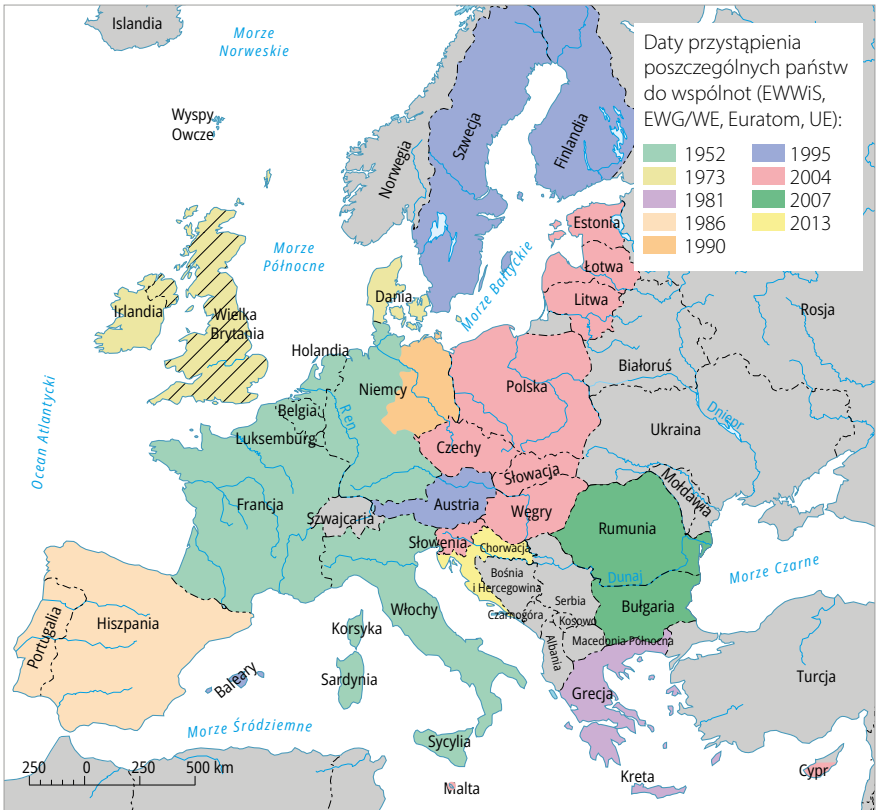 Islandia
Morze
Norweskie
Wyspy
Owcze
Daty przystąpienia
poszczególnych państw
do wspólnot (EWWiS,
EWG/WE, Euratom, UE):
1952
1973
1981
1986
1990
1995
2004
2007
2013
Norwegia
Szwecja
Finlandia
Morze
Północne
Morze Bałtyckie
Estonia
Łotwa
Litwa
Rosja
Irlandia
Wielka
Brytania
Dania
Holandia
Niemcy
Polska
Białoruś
Belgia
Ren
Luksemburg
Czechy
Ukraina
Dniepr
Ocean Atlantycki
Słowacja
Mołdawia
Francja
Szwajcaria
Austria
Węgry
Rumunia
Słowenia
Chorwacja
Morze Czarne
Bośnia
i Hercegowina
Dunaj
Serbia
Portugalia
Hiszpania
Włochy
Czarnogóra
Kosowo
Bułgaria
Korsyka
Albania
Macedonia Północna
Baleary
Sardynia
Grecja
Turcja
Morze Śródziemne
Sycylia
250 0 250 500 km
Malta
Kreta
Cypr